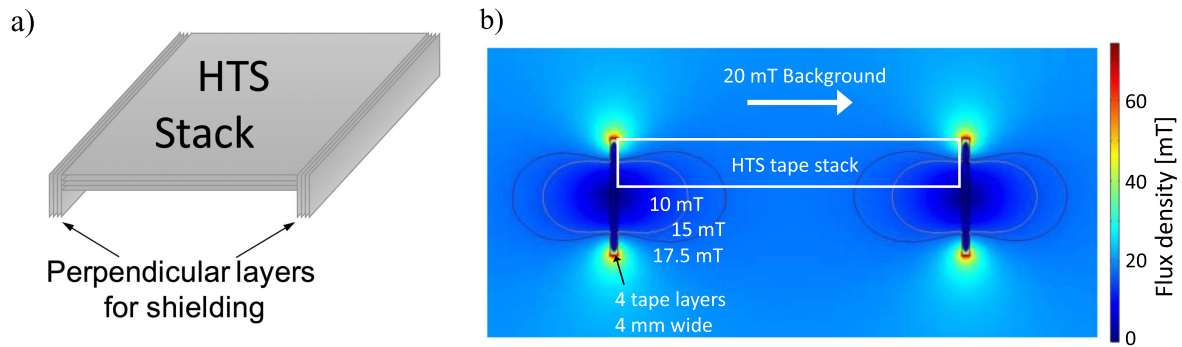 a)
HTS
Stack
Perpendicular layers
for shielding
b)
20 mT Background
HTS tape stack
10 mT
15 mT
17.5 mT
4 tape layers
4 mm wide
60
40
20
0
Flux density [mT]